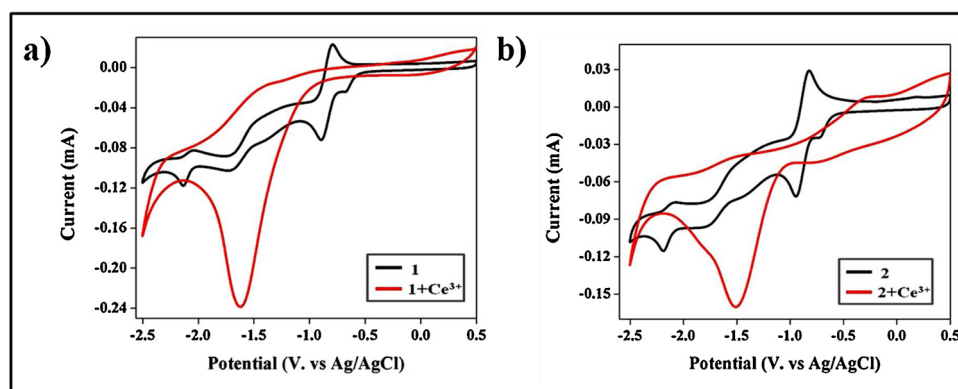 a)
0.00
-0.08
-0.12
-0.16
-0.20
-0.24
Current (mA)
1
1+Ce³⁺
-2.5 -2.0 -1.5 -1.0 -0.5 0.0 0.5
Potential (V. vs Ag/AgCl)
b)
0.03
0.00
-0.03
-0.06
-0.09
-0.12
-0.15
Current (mA)
2
2+Ce³⁺
-2.5 -2.0 -1.5 -1.0 -0.5 0.0 0.5
Potential (V. vs Ag/AgCl)